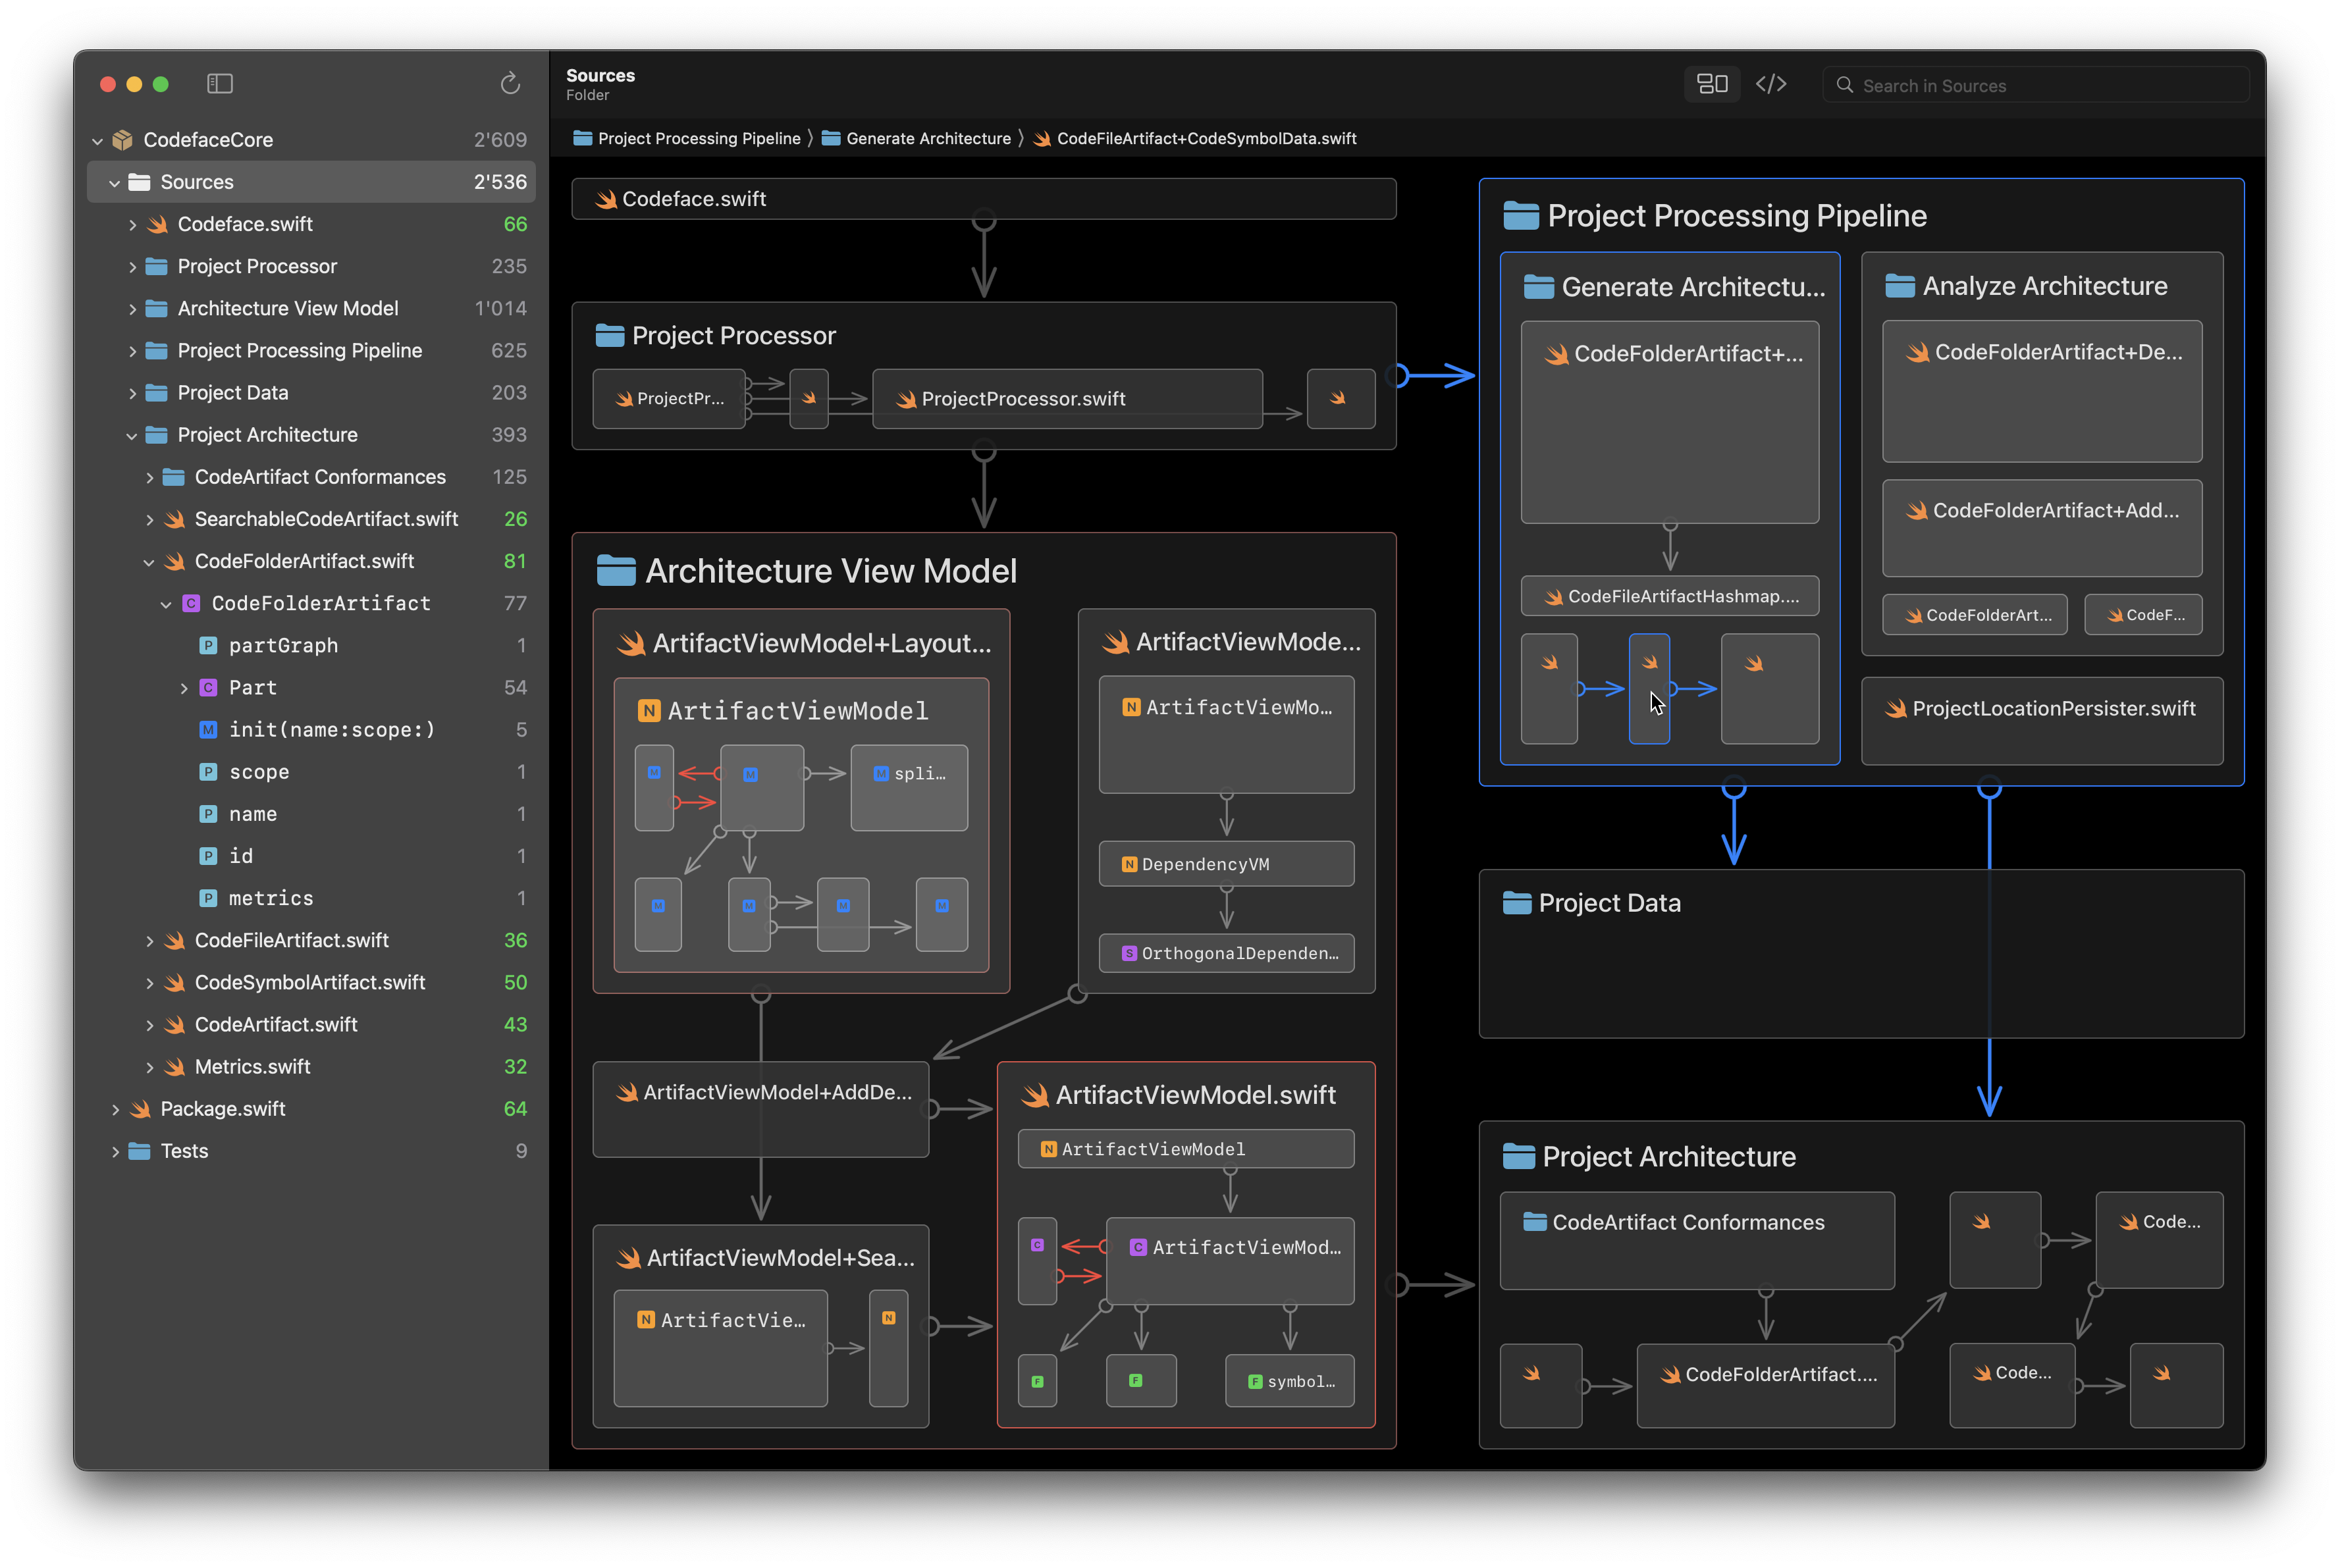 CodefaceCore 2'609
Sources 2'536
Codeface.swift 66
Project Processor 235
Architecture View Model 1'014
Project Processing Pipeline 625
Project Data 203
Project Architecture 393
CodeArtifact Conformances 125
SearchableCodeArtifact.swift 26
CodeFolderArtifact.swift 81
C CodeFolderArtifact 77
P partGraph 1
C Part 54
M init(name:scope:) 5
P scope 1
P name 1
P id 1
P metrics 1
CodeFileArtifact.swift 36
CodeSymbolArtifact.swift 50
CodeArtifact.swift 43
Metrics.swift 32
Package.swift 64
Tests 9
Sources
Folder
Search in Sources
Project Processing Pipeline 〉 Generate Architecture 〉 CodeFileArtifact+CodeSymbolData.swift
Codeface.swift
Project Processor
ProjectPr...
ProjectProcessor.swift
Architecture View Model
ArtifactViewModel+Layout...
N ArtifactViewModel
M
M
M spli...
M
M
M
M
ArtifactViewMode...
N ArtifactViewMo...
N DependencyVM
S OrthogonalDependen...
ArtifactViewModel+AddDe...
ArtifactViewModel+Sea...
N ArtifactVie...
N
ArtifactViewModel.swift
N ArtifactViewModel
C
C ArtifactViewMod...
F
F
F symbol...
Project Processing Pipeline
Generate Architectu...
CodeFolderArtifact+...
CodeFileArtifactHashmap....
Analyze Architecture
CodeFolderArtifact+De...
CodeFolderArtifact+Add...
CodeFolderArt...
CodeF...
ProjectLocationPersister.swift
Project Data
Project Architecture
CodeArtifact Conformances
Code...
CodeFolderArtifact....
Code...